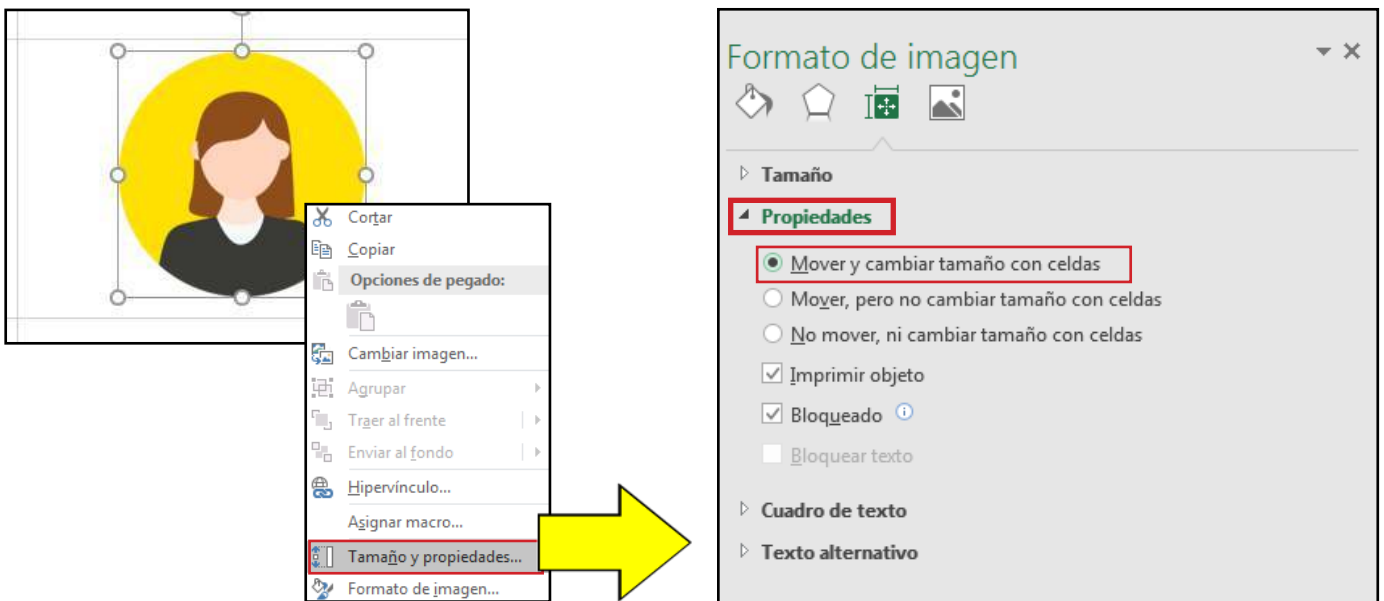 Cortar
Copiar
Opciones de pegado:
Cambiar imagen...
Agrupar
Traer al frente
Enviar al fondo
Hipervínculo...
Asignar macro...
Tamaño y propiedades...
Formato de imagen...
Formato de imagen
Tamaño
Propiedades
Mover y cambiar tamaño con celdas
Mover, pero no cambiar tamaño con celdas
No mover, ni cambiar tamaño con celdas
Imprimir objeto
Bloqueado
Bloquear texto
Cuadro de texto
Texto alternativo